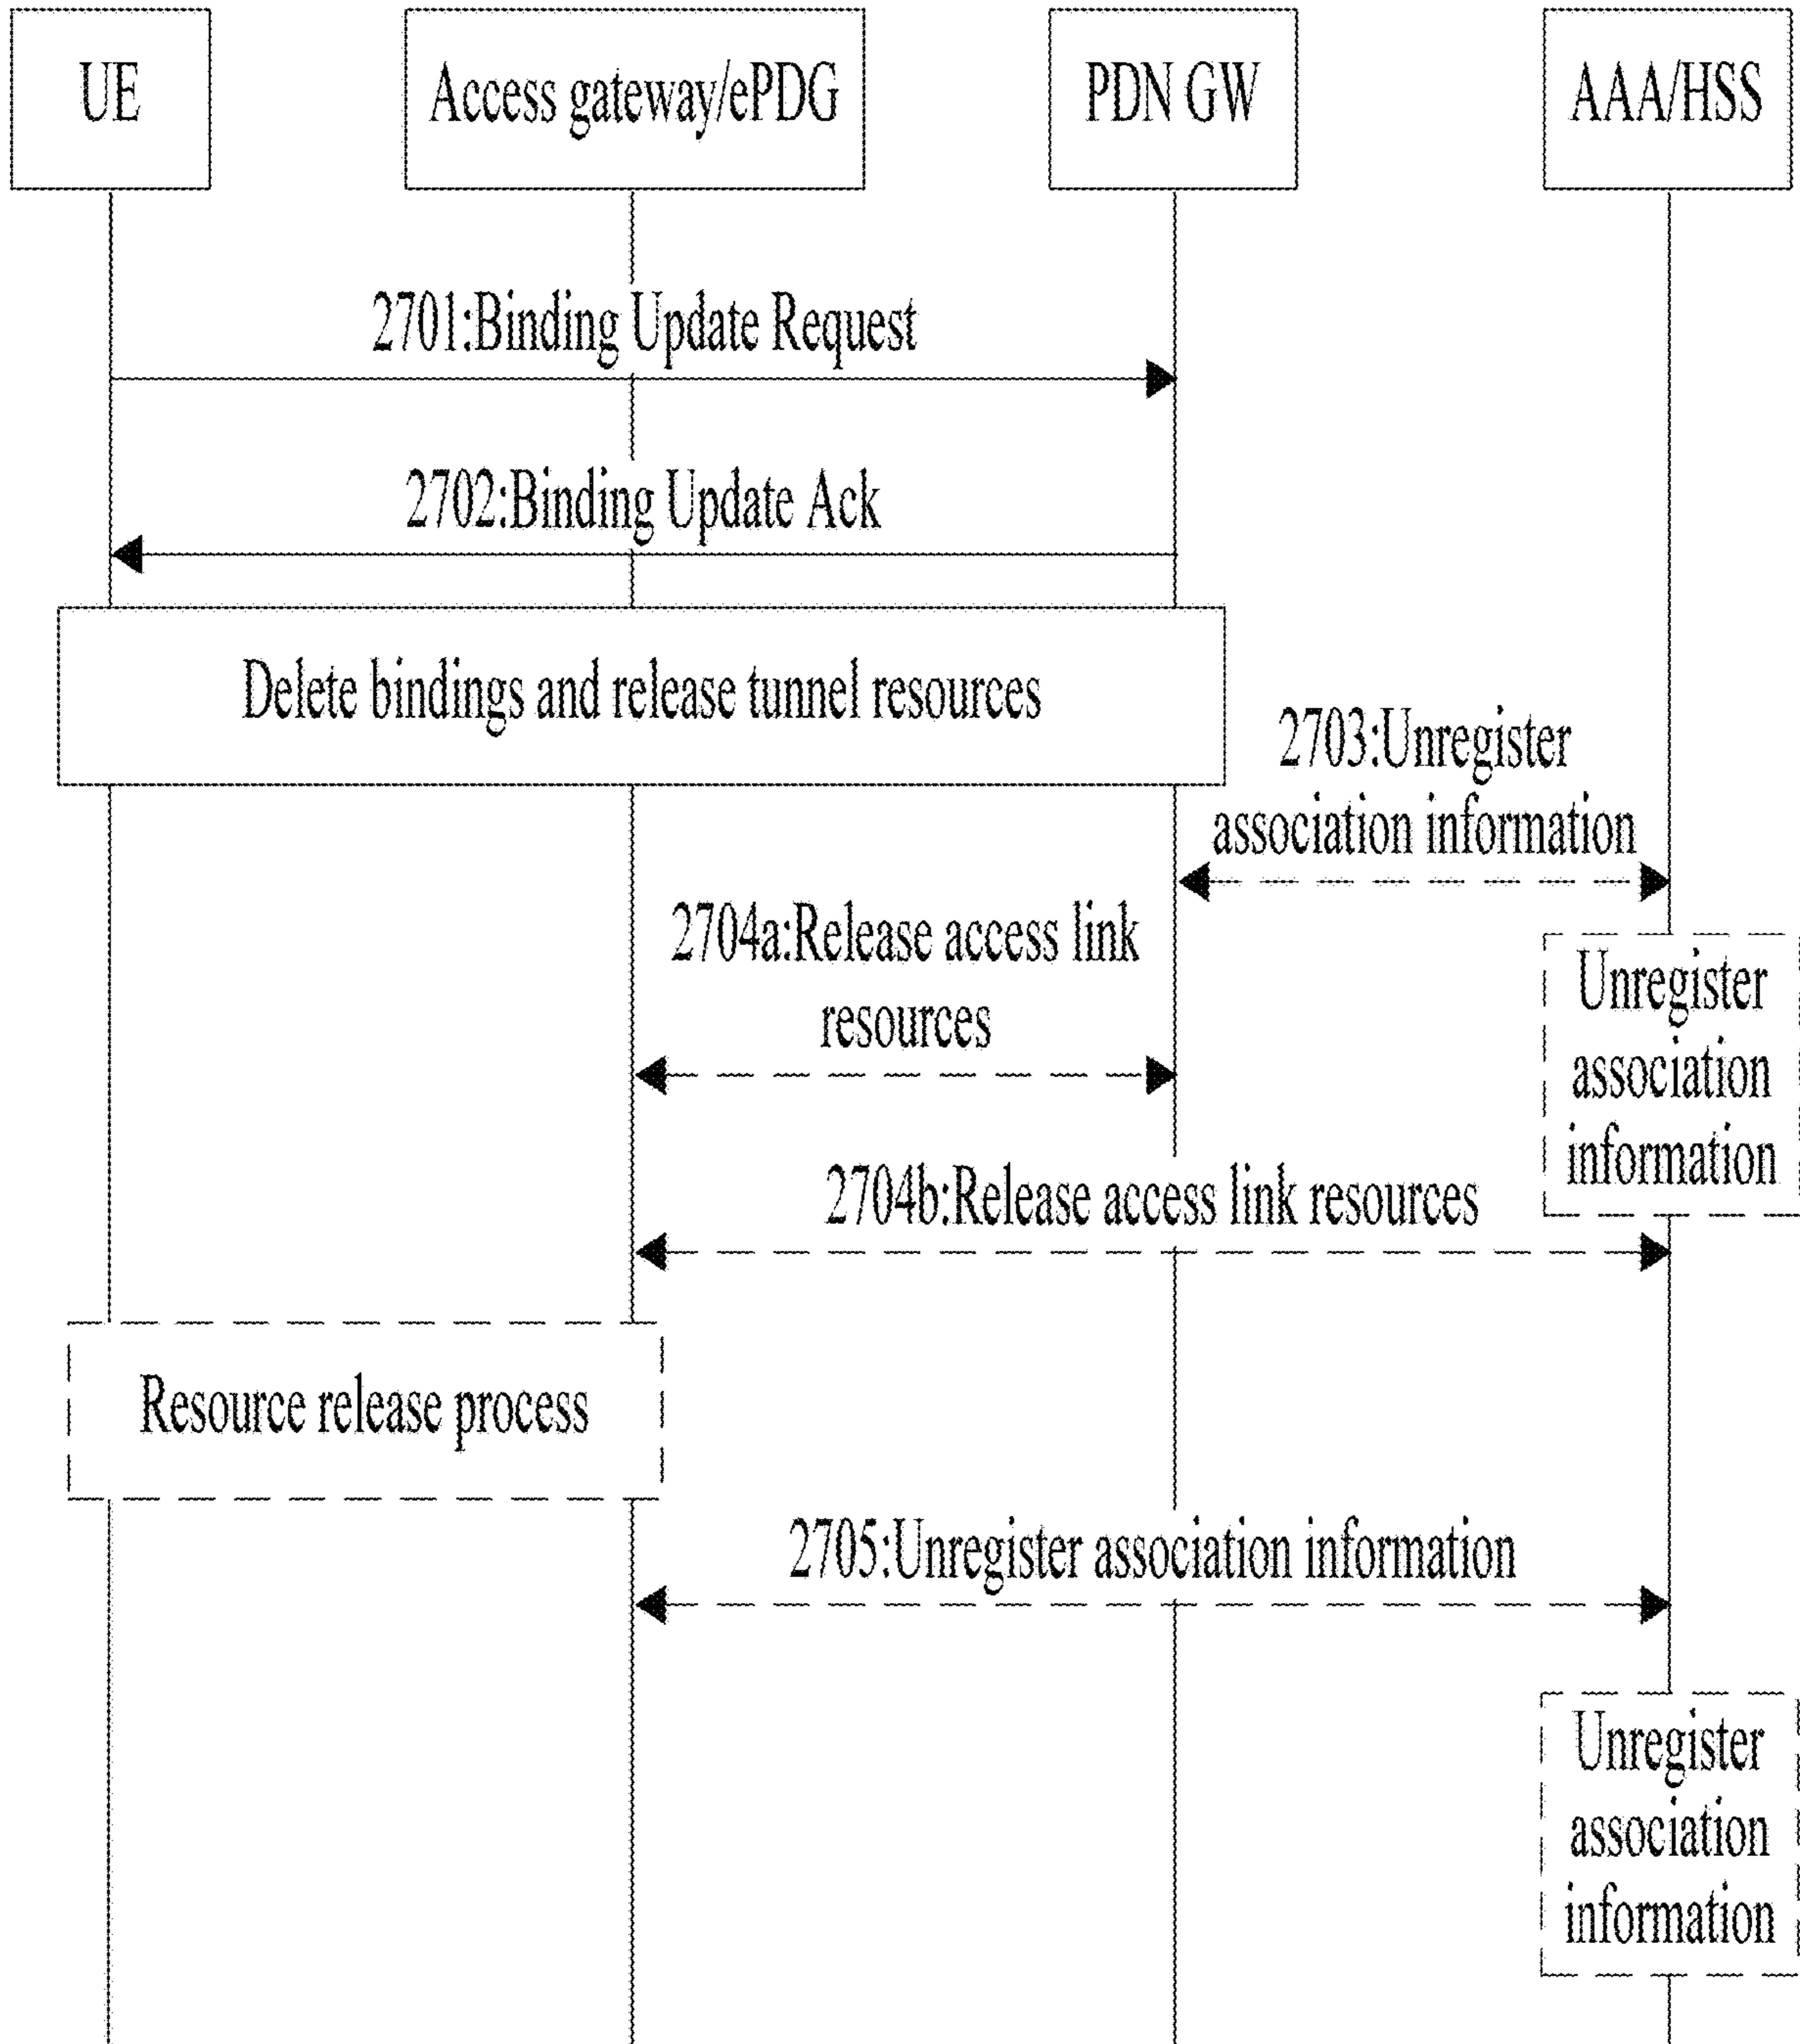 UE
Access gateway/ePDG
PDN GW
AAA/HSS
2701:Binding Update Request
2702:Binding Update Ack
Delete bindings and release tunnel resources
2703:Unregister
association information
2704a:Release access link
resources
Unregister
association
information
2704b:Release access link resources
Resource release process
2705:Unregister association information
Unregister
association
information